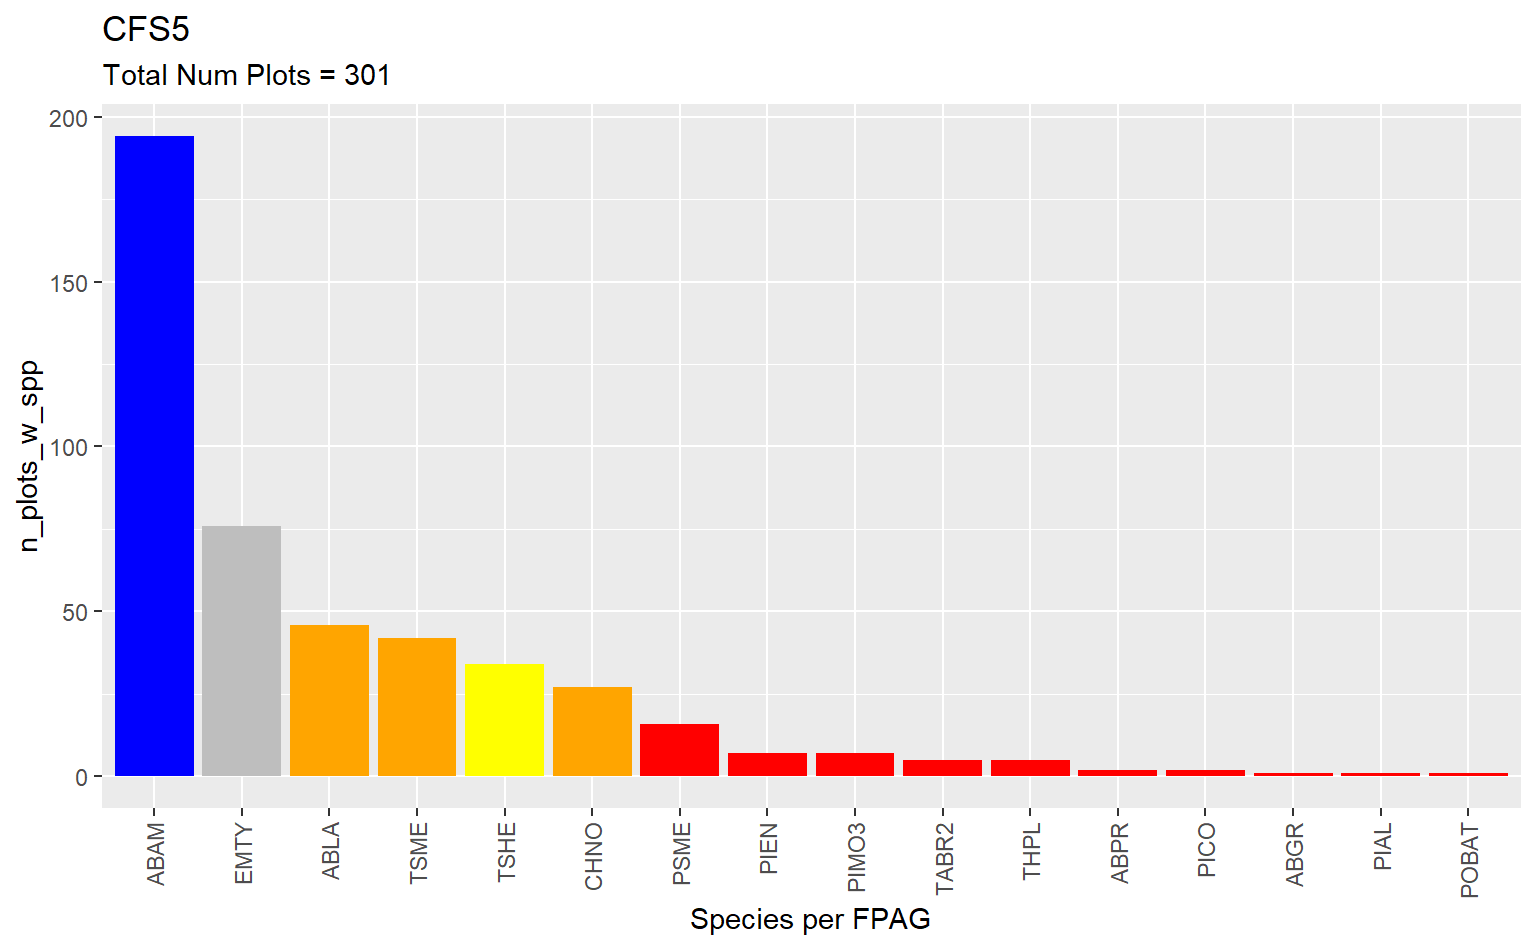 CFS5
Total Num Plots = 301
n_plots_w_spp
200
150
100
50
0
ABAM
EMTY
ABLA
TSME
TSHE
CHNO
PSME
PIEN
PIMO3
TABR2
THPL
ABPR
PICO
ABGR
PIAL
POBAT
Species per FPAG